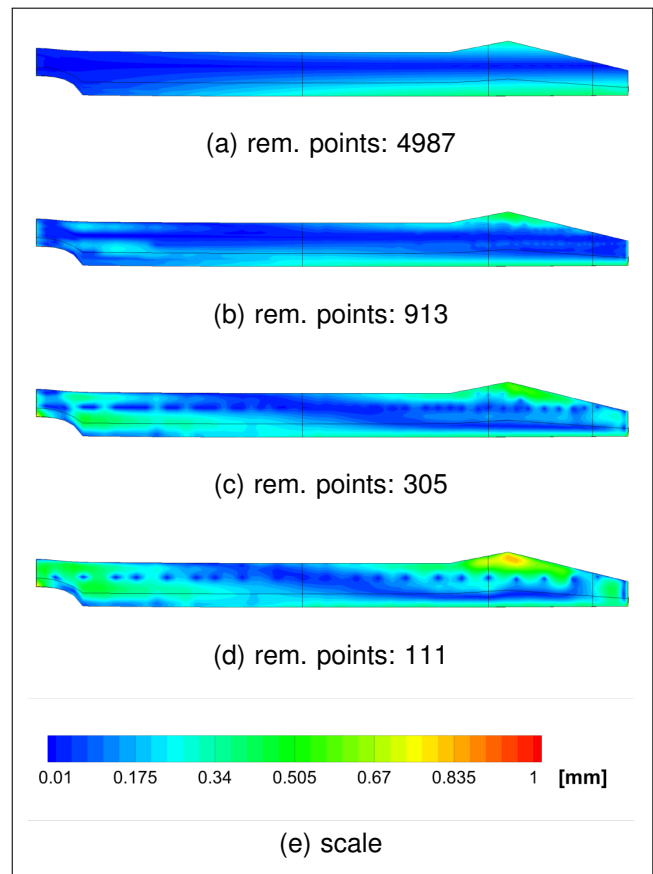 (a) rem. points: 4987
(b) rem. points: 913
(c) rem. points: 305
(d) rem. points: 111
0.01 0.175 0.34 0.505 0.67 0.835 1 [mm]
(e) scale